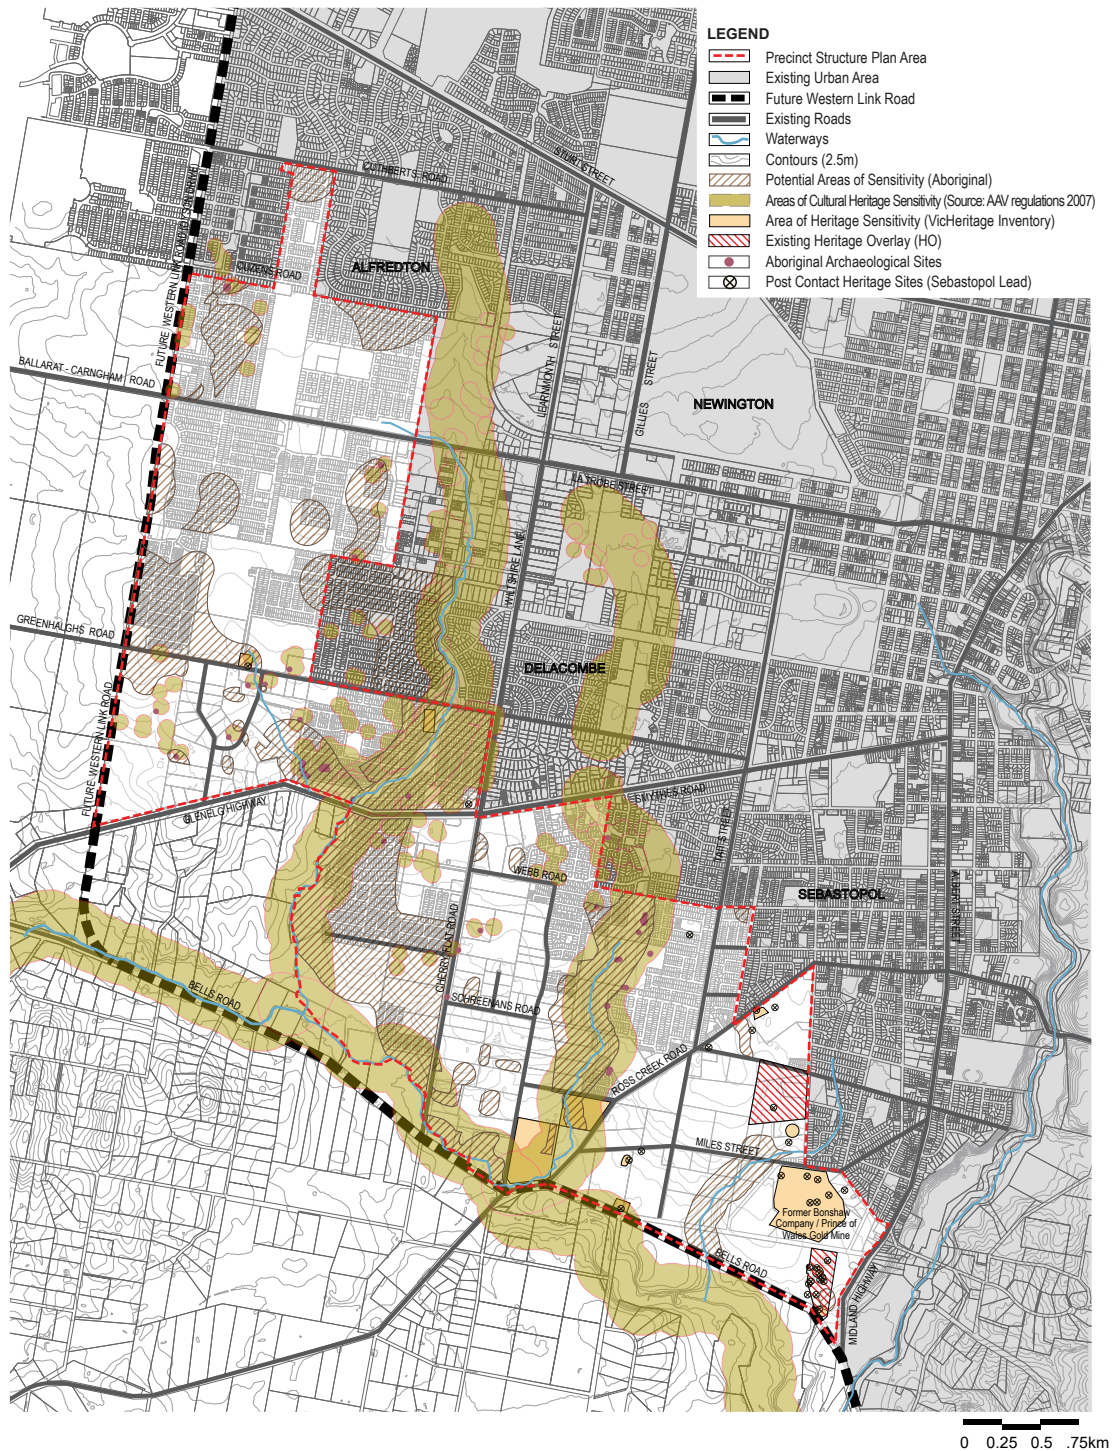 LEGEND
Precinct Structure Plan Area
Existing Urban Area
Future Western Link Road
Existing Roads
Waterways
Contours (2.5m)
Potential Areas of Sensitivity (Aboriginal)
Areas of Cultural Heritage Sensitivity (Source: AAV regulations 2007)
Area of Heritage Sensitivity (VicHeritage Inventory)
Existing Heritage Overlay (HO)
Aboriginal Archaeological Sites
Post Contact Heritage Sites (Sebastopol Lead)
STURT STREET
CUTHBERTS ROAD
ALFREDTON
CUZENS ROAD
FUTURE WESTERN LINK ROAD
LEARNMONTH STREET
GILLIES STREET
BALLARAT - CARNGHAM ROAD
NEWINGTON
LA TROBE STREET
WILTSHIRE LANE
GREENHALGHS ROAD
DELACOMBE
FUTURE WESTERN LINK ROAD
GLENELG HIGHWAY
SMYTHES ROAD
TAIT STREET
WEBB ROAD
SEBASTOPOL
ALBERT STREET
CHERRY FLAT ROAD
BELLS ROAD
SCHREENANS ROAD
ROSS CREEK ROAD
MILES STREET
Former Bonshaw
Company / Prince of
Wales Gold Mine
BELLS ROAD
MIDLAND HIGHWAY
0 0.25 0.5 .75km